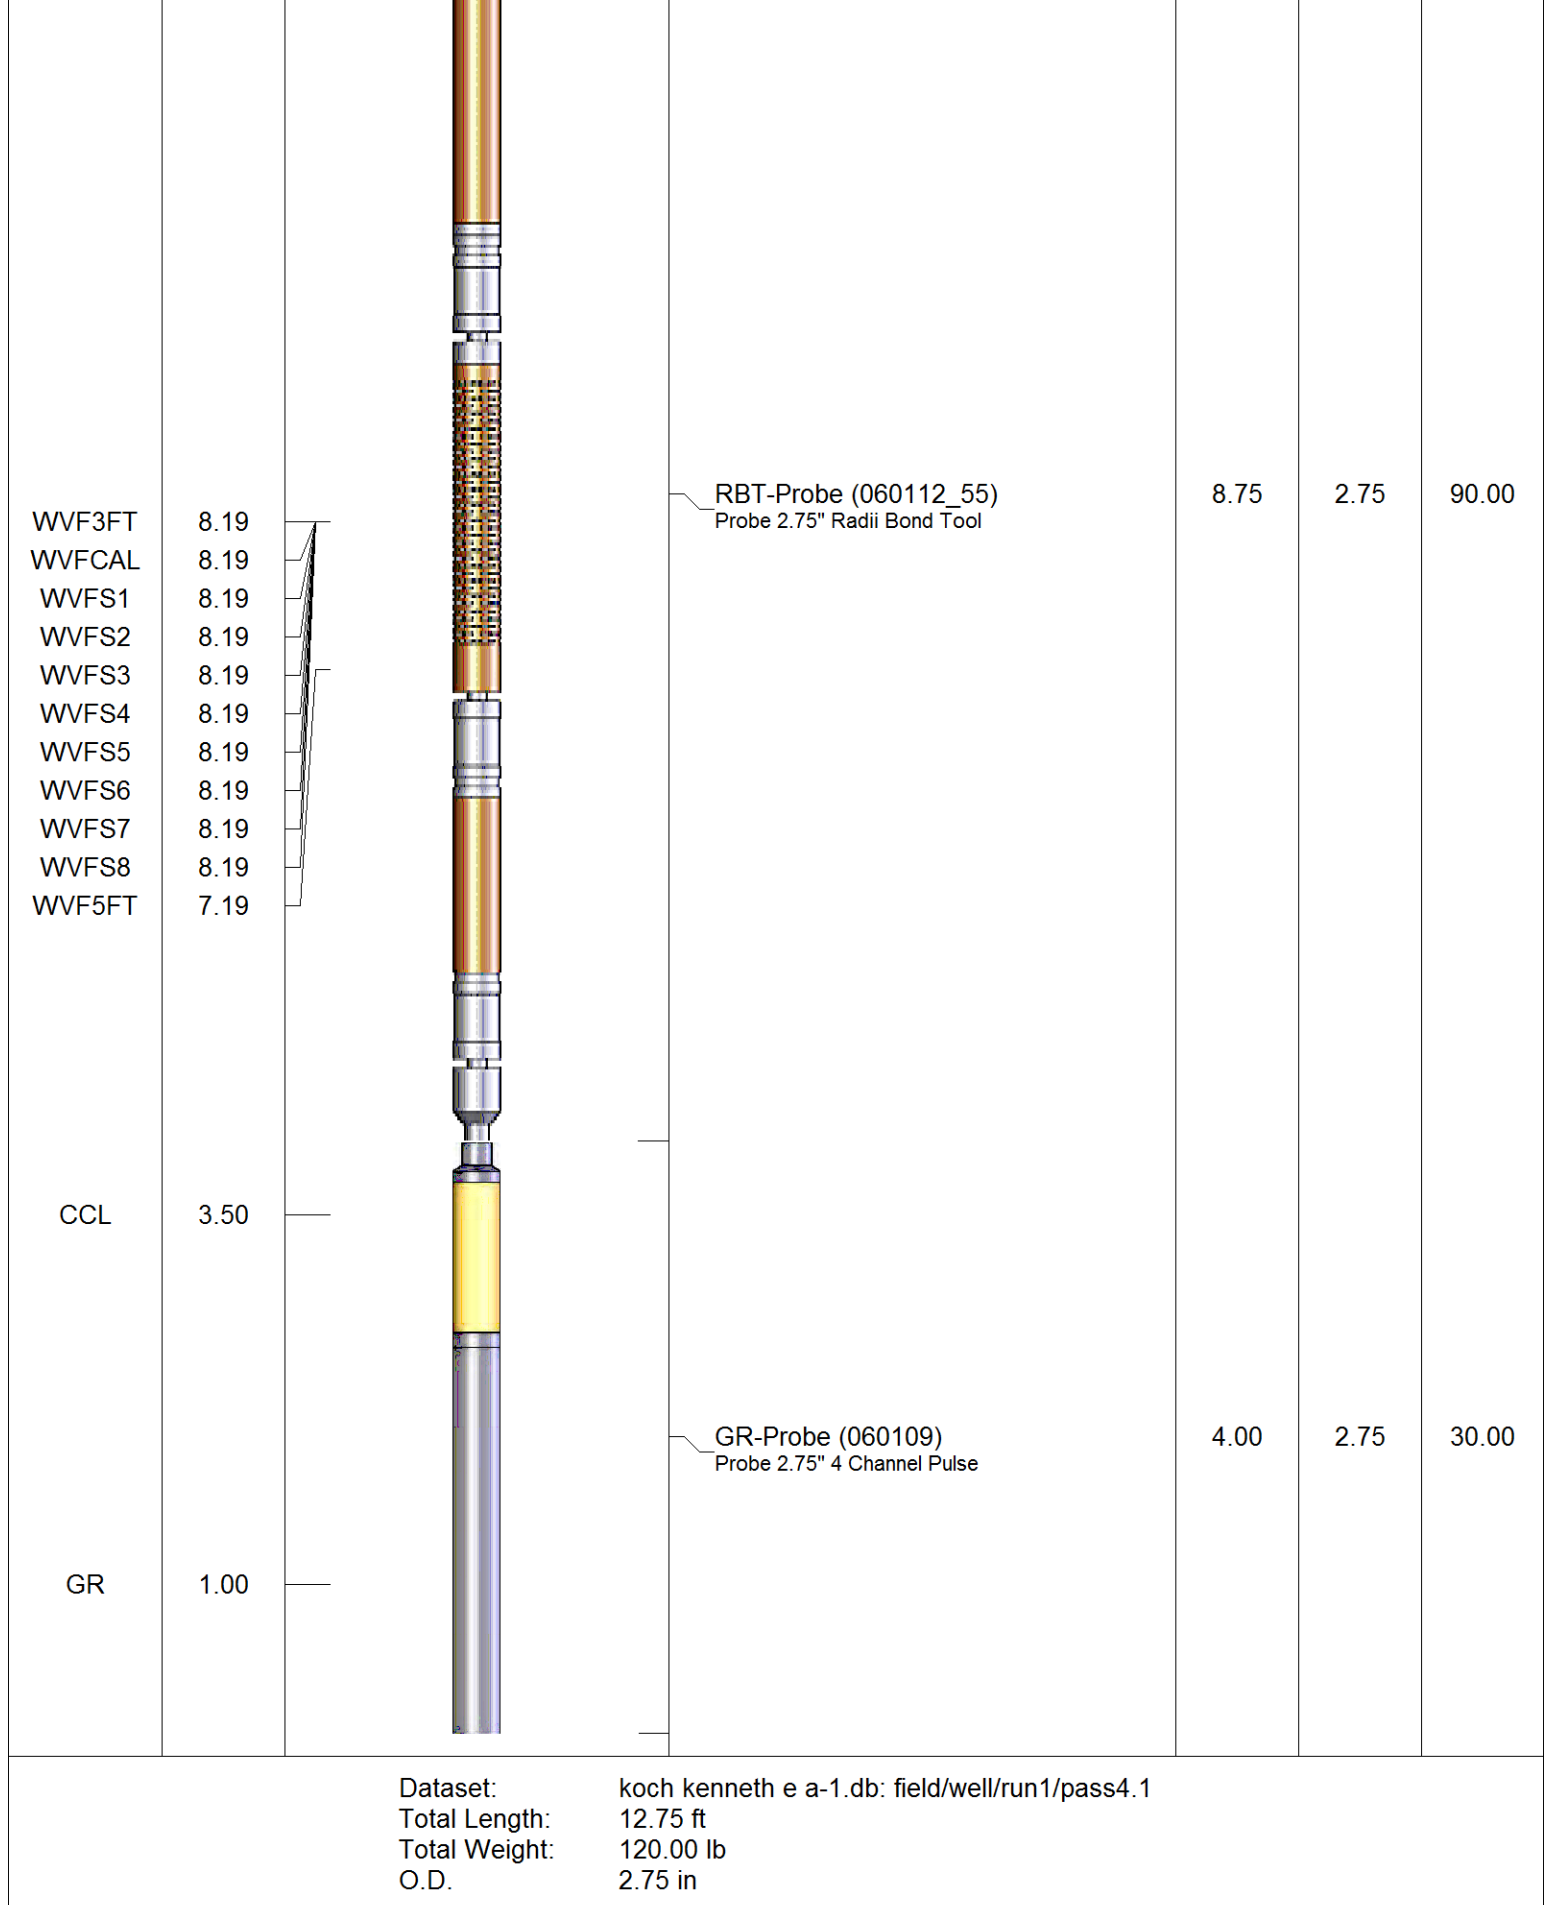 RBT-Probe (060112_55) 8.75 2.75 90.00
Probe 2.75" Radii Bond Tool
WVF3FT 8.19
WVFCAL 8.19
WVFS1 8.19
WVFS2 8.19
WVFS3 8.19
WVFS4 8.19
WVFS5 8.19
WVFS6 8.19
WVFS7 8.19
WVFS8 8.19
WVF5FT 7.19
CCL 3.50
GR-Probe (060109) 4.00 2.75 30.00
Probe 2.75" 4 Channel Pulse
GR 1.00
Dataset: koch kenneth e a-1.db: field/well/run1/pass4.1
Total Length: 12.75 ft
Total Weight: 120.00 lb
O.D. 2.75 in